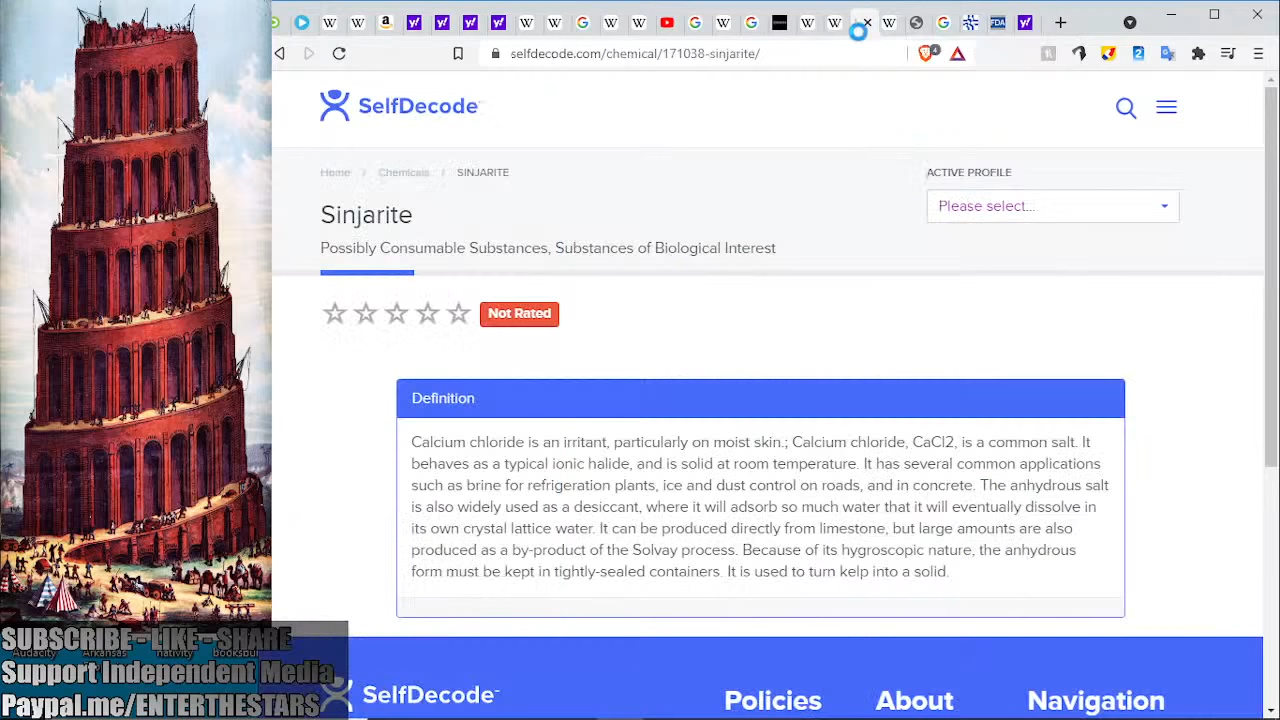 selfdecode.com/chemical/171038-sinjarite/
4
SelfDecode
Home / Chemicals / SINJARITE
ACTIVE PROFILE
Please select...
Sinjarite
Possibly Consumable Substances, Substances of Biological Interest
Not Rated
Definition
Calcium chloride is an irritant, particularly on moist skin.; Calcium chloride, CaCl2, is a common salt. It
behaves as a typical ionic halide, and is solid at room temperature. It has several common applications
such as brine for refrigeration plants, ice and dust control on roads, and in concrete. The anhydrous salt
is also widely used as a desiccant, where it will adsorb so much water that it will eventually dissolve in
its own crystal lattice water. It can be produced directly from limestone, but large amounts are also
produced as a by-product of the Solvay process. Because of its hygroscopic nature, the anhydrous
form must be kept in tightly-sealed containers. It is used to turn kelp into a solid.
SUBSCRIBE - LIKE - SHARE
Audacity Arkansas nativity
Support Independent Media
Paypal.me/ENTERTHESTARS
SelfDecode
Policies About Navigation